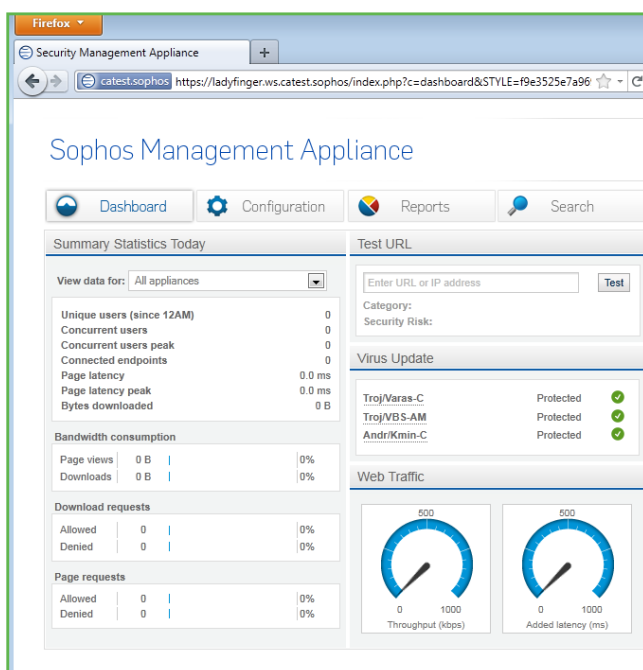 Firefox
Security Management Appliance
+
catest.sophos https://ladyfinger.ws.catest.sophos/index.php?c=dashboard&STYLE=f9e3525e7a96
Sophos Management Appliance
Dashboard Configuration Reports Search
Summary Statistics Today
View data for: All appliances
Unique users (since 12AM) 0
Concurrent users 0
Concurrent users peak 0
Connected endpoints 0
Page latency 0.0 ms
Page latency peak 0.0 ms
Bytes downloaded 0 B
Bandwidth consumption
Page views 0 B 0%
Downloads 0 B 0%
Download requests
Allowed 0 0%
Denied 0 0%
Page requests
Allowed 0 0%
Denied 0 0%
Test URL
Enter URL or IP address Test
Category:
Security Risk:
Virus Update
Troj/Varas-C Protected
Troj/VBS-AM Protected
Andr/Kmin-C Protected
Web Traffic
500 500
0 1000 0 1000
Throughput (kbps) Added latency (ms)